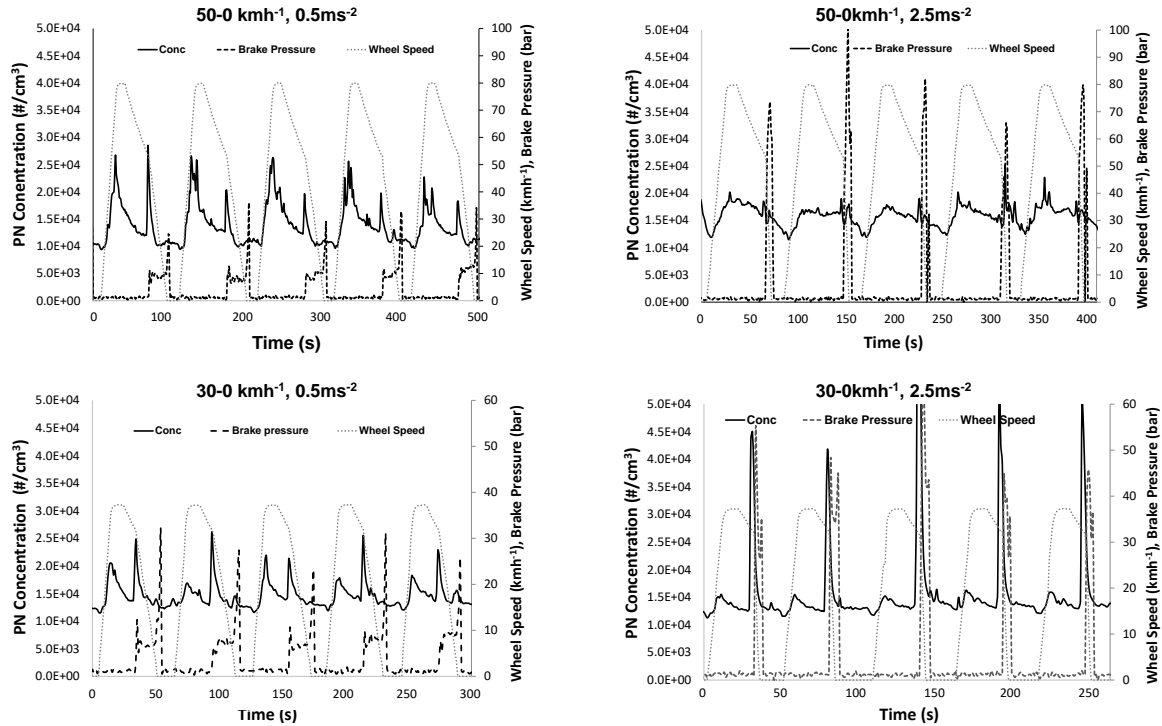 50-0 kmh⁻¹, 0.5ms⁻²
Conc Brake Pressure Wheel Speed
PN Conentration (#/cm³)
5.0E+04
4.5E+04
4.0E+04
3.5E+04
3.0E+04
2.5E+04
2.0E+04
1.5E+04
1.0E+04
5.0E+03
0.0E+00
0 100 200 300 400 500
Time (s)
100
90
80
70
60
50
40
30
20
10
0
Wheel Speed (kmh⁻¹), Brake Pressure (bar)
50-0kmh⁻¹, 2.5ms⁻²
Conc Brake Pressure Wheel Speed
PN Concentration (#/cm³)
5.0E+04
4.5E+04
4.0E+04
3.5E+04
3.0E+04
2.5E+04
2.0E+04
1.5E+04
1.0E+04
5.0E+03
0.0E+00
0 50 100 150 200 250 300 350 400
Time (s)
100
90
80
70
60
50
40
30
20
10
0
Wheel Speed (kmh⁻¹), Brake Pressure (bar)
30-0 kmh⁻¹, 0.5ms⁻²
Conc Brake pressure Wheel Speed
PN Concentration (#/cm³)
5.0E+04
4.5E+04
4.0E+04
3.5E+04
3.0E+04
2.5E+04
2.0E+04
1.5E+04
1.0E+04
5.0E+03
0.0E+00
0 50 100 150 200 250 300
Time (s)
60
50
40
30
20
10
0
Wheel Speed (kmh⁻¹), Brake Pressure (bar)
30-0kmh⁻¹, 2.5ms⁻²
Conc Brake Pressure Wheel Speed
PN Concentration (#/cm³)
5.0E+04
4.5E+04
4.0E+04
3.5E+04
3.0E+04
2.5E+04
2.0E+04
1.5E+04
1.0E+04
5.0E+03
0.0E+00
0 50 100 150 200 250
Time (s)
60
50
40
30
20
10
0
Wheel Speed (kmh⁻¹), Brake Pressure (bar)